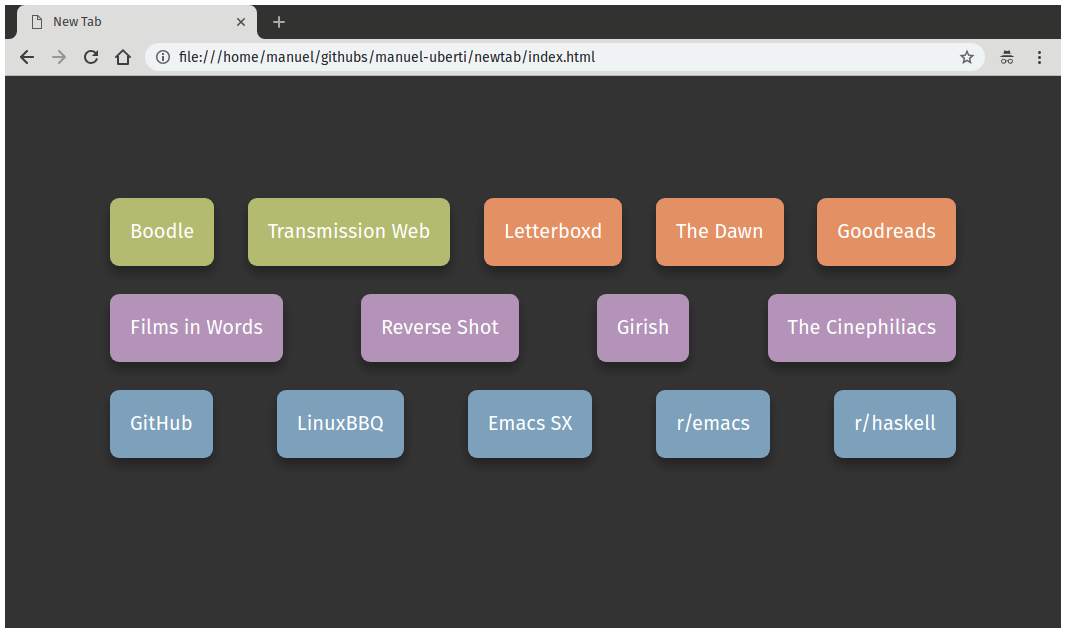 New Tab
file:///home/manuel/githubs/manuel-uberti/newtab/index.html
Boodle Transmission Web Letterboxd The Dawn Goodreads
Films in Words Reverse Shot Girish The Cinephiliacs
GitHub LinuxBBQ Emacs SX r/emacs r/haskell